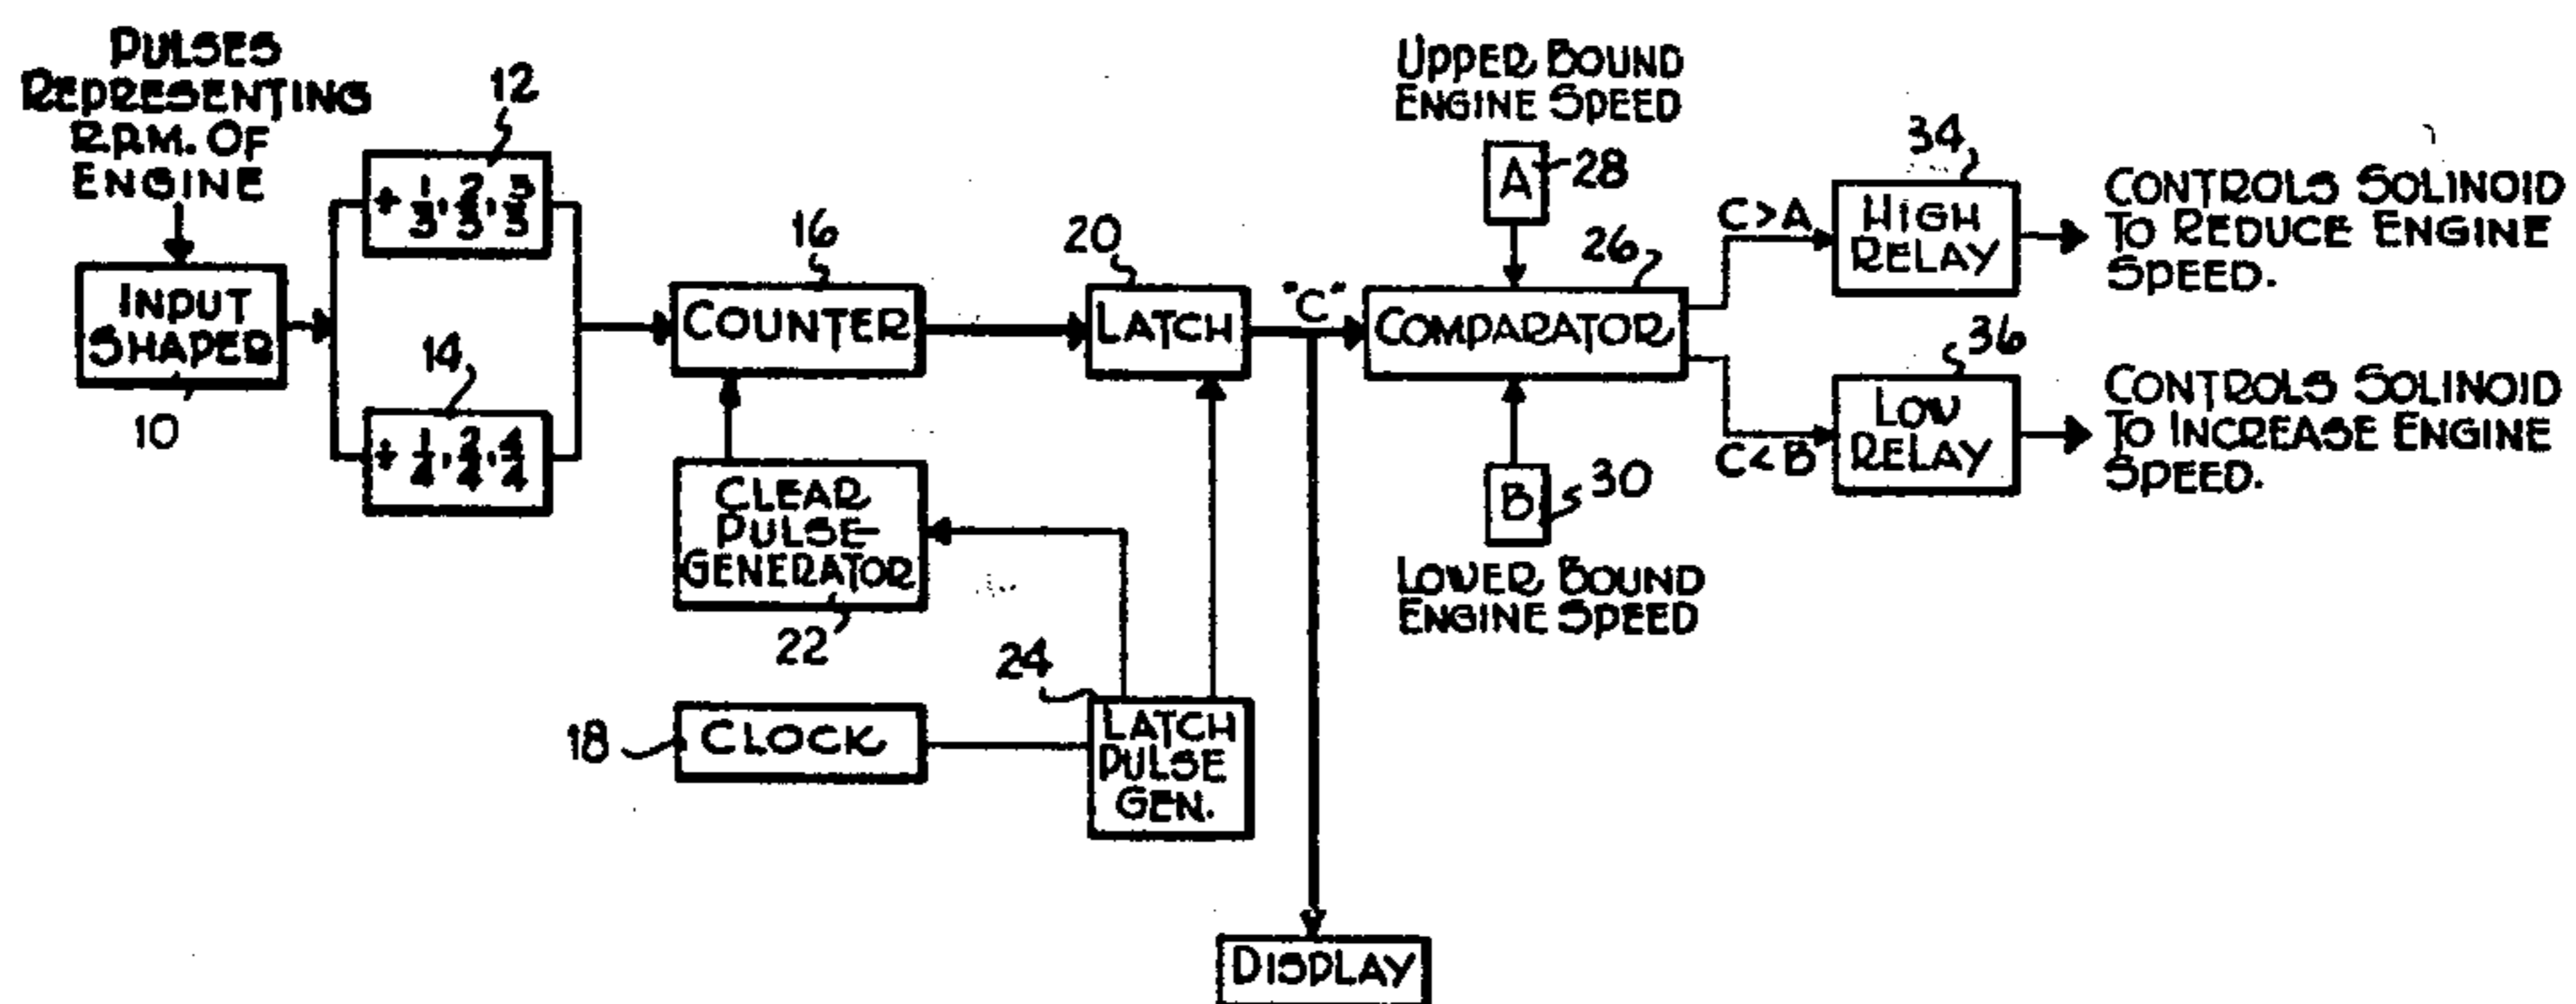 PULSES
REPRESENTING
R.P.M. OF
ENGINE
INPUT
SHAPER
10
12
÷ 1/3, 2/3, 3/3
14
÷ 1/4, 2/4, 4/4
16
COUNTER
CLEAR
PULSE
GENERATOR
22
18
CLOCK
20
LATCH
24
LATCH
PULSE
GEN.
"C"
UPPER BOUND
ENGINE SPEED
A
28
26
COMPARATOR
B
30
LOWER BOUND
ENGINE SPEED
C>A
34
HIGH
RELAY
CONTROLS SOLINOID
TO REDUCE ENGINE
SPEED.
C<B
36
LOW
RELAY
CONTROLS SOLINOID
TO INCREASE ENGINE
SPEED.
DISPLAY